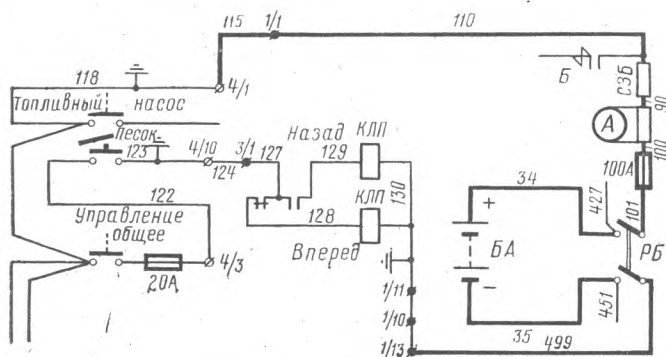 115
1/1
110
Б
СЗБ
90
118
4/1
Топливный насос
А
100
Песок
123
4/10
124
3/1
127
Назад
129
КЛП
100А
122
128
КЛП
130
34
427
101
Управление
общее
Вперед
+
БА
−
РБ
20А
4/3
1/11
451
1/10
35
1/13
499